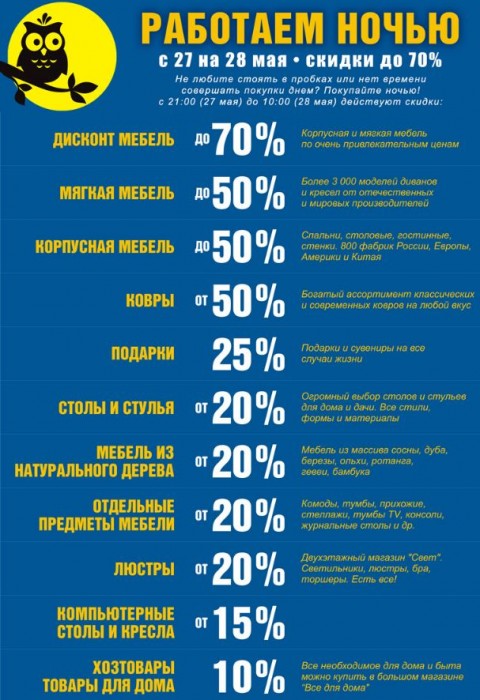 РАБОТАЕМ НОЧЬЮ
с 27 на 28 мая • скидки до 70%
Не любите стоять в пробках или нет времени
совершать покупки днем? Покупайте ночью!
с 21:00 (27 мая) до 10:00 (28 мая) действуют скидки:
ДИСКОНТ МЕБЕЛЬ до 70%
Корпусная и мягкая мебель
по очень привлекательным ценам
МЯГКАЯ МЕБЕЛЬ до 50%
Более 3 000 моделей диванов
и кресел от отечественных
и мировых производителей
КОРПУСНАЯ МЕБЕЛЬ до 50%
Спальни, столовые, гостинные,
стенки. 800 фабрик России, Европы,
Америки и Китая
КОВРЫ от 50%
Богатый ассортимент классических
и современных ковров на любой вкус
ПОДАРКИ 25%
Подарки и сувениры на все
случаи жизни
СТОЛЫ И СТУЛЬЯ от 20%
Огромный выбор столов и стульев
для дома и дачи. Все стили,
формы и материалы
МЕБЕЛЬ ИЗ
НАТУРАЛЬНОГО ДЕРЕВА от 20%
Мебель из массива сосны, дуба,
березы, ольхи, ротанга,
гевеи, бамбука
ОТДЕЛЬНЫЕ
ПРЕДМЕТЫ МЕБЕЛИ от 20%
Комоды, тумбы, прихожие,
стеллажи, тумбы TV, консоли,
журнальные столы и др.
ЛЮСТРЫ от 20%
Двухэтажный магазин "Свет".
Светильники, люстры, бра,
торшеры. Есть все!
КОМПЬЮТЕРНЫЕ
СТОЛЫ И КРЕСЛА от 15%
ХОЗТОВАРЫ
ТОВАРЫ ДЛЯ ДОМА 10%
Все необходимое для дома и быта
можно купить в большом магазине
"Все для дома"